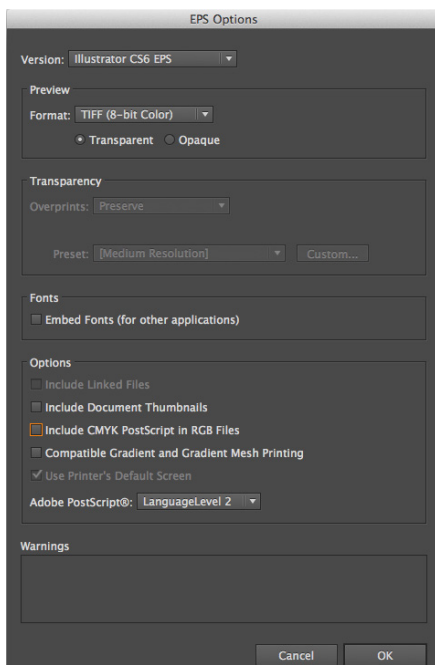 EPS Options
Version: Illustrator CS6 EPS
Preview
Format: TIFF (8-bit Color)
Transparent Opaque
Transparency
Overprints: Preserve
Preset: [Medium Resolution] Custom...
Fonts
Embed Fonts (for other applications)
Options
Include Linked Files
Include Document Thumbnails
Include CMYK PostScript in RGB Files
Compatible Gradient and Gradient Mesh Printing
Use Printer's Default Screen
Adobe PostScript®: LanguageLevel 2
Warnings
Cancel OK